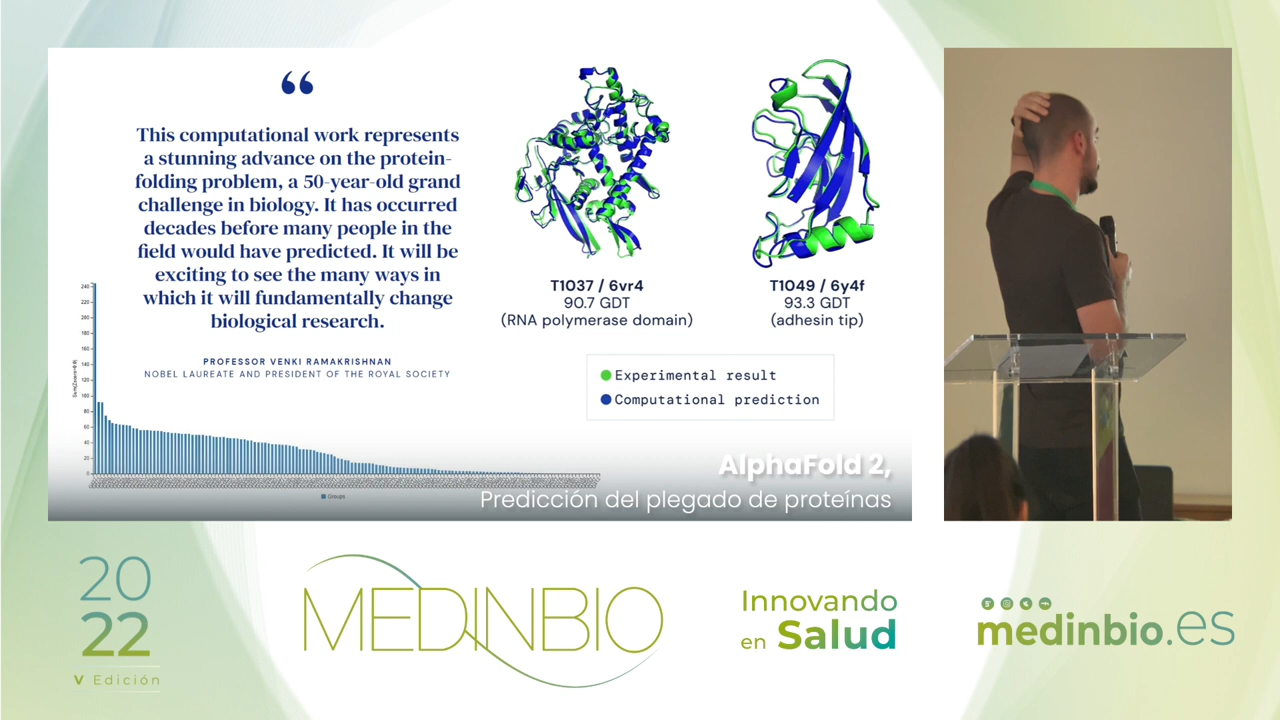 “
This computational work represents
a stunning advance on the protein-
folding problem, a 50-year-old grand
challenge in biology. It has occurred
decades before many people in the
field would have predicted. It will be
exciting to see the many ways in
which it will fundamentally change
biological research.
PROFESSOR VENKI RAMAKRISHNAN
NOBEL LAUREATE AND PRESIDENT OF THE ROYAL SOCIETY
T1037 / 6vr4
90.7 GDT
(RNA polymerase domain)
T1049 / 6y4f
93.3 GDT
(adhesin tip)
Experimental result
Computational prediction
240
220
200
180
160
140
120
100
80
60
40
20
0
Groups
AlphaFold 2,
Predicción del plegado de proteínas
20
22
V Edición
MEDINBIO
Innovando
en Salud
medinbio.es